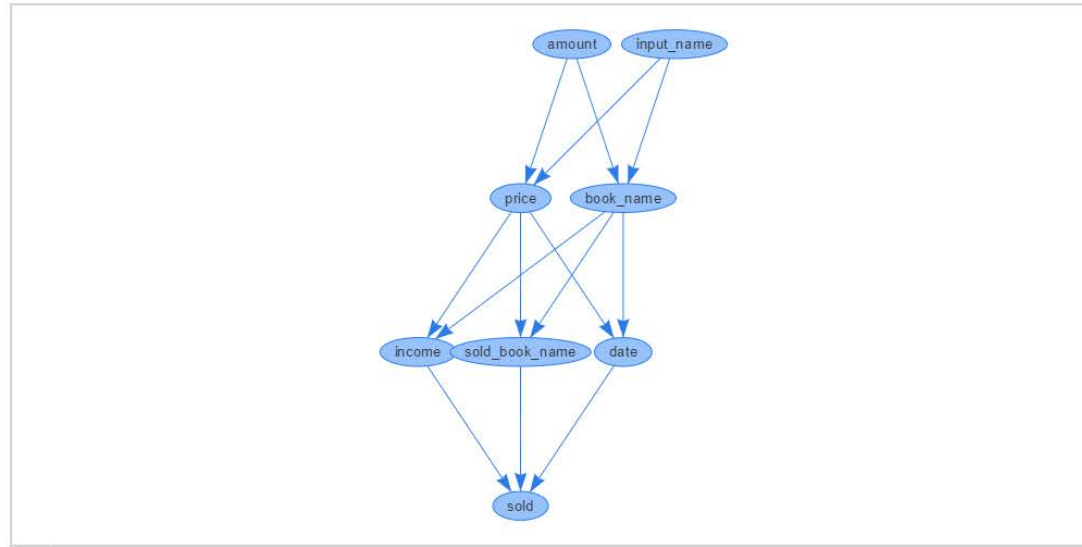 amount input_name
price book_name
income sold_book_name date
sold